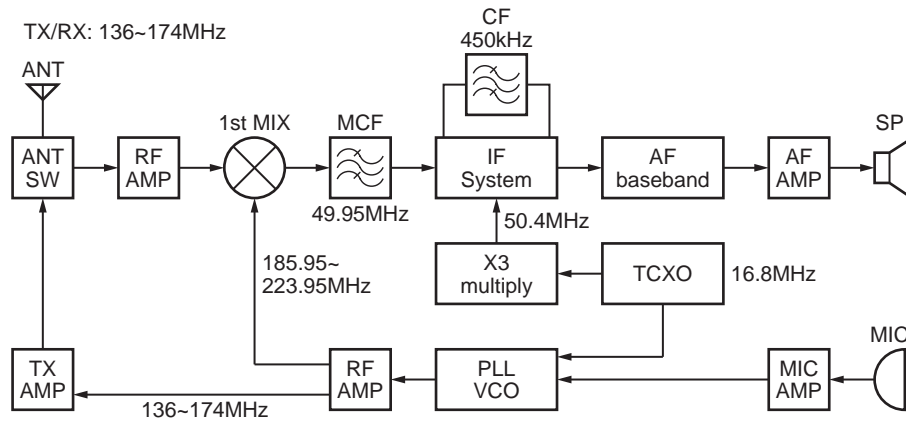 CF
450kHz
TX/RX: 136~174MHz
ANT
1st MIX
MCF
SP
ANT
SW
RF
AMP
IF
System
AF
baseband
AF
AMP
49.95MHz
50.4MHz
185.95~
223.95MHz
X3
multiply
TCXO
16.8MHz
MIC
TX
AMP
RF
AMP
PLL
VCO
MIC
AMP
136~174MHz